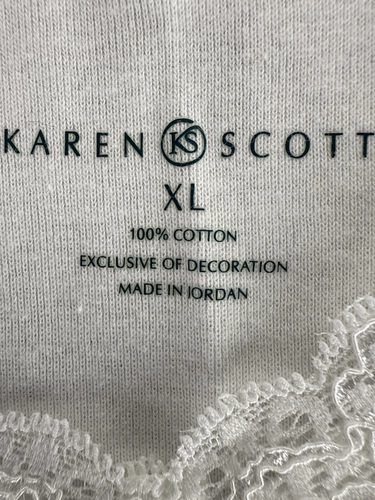 KAREN KS SCOTT
XL
100% COTTON
EXCLUSIVE OF DECORATION
MADE IN JORDAN